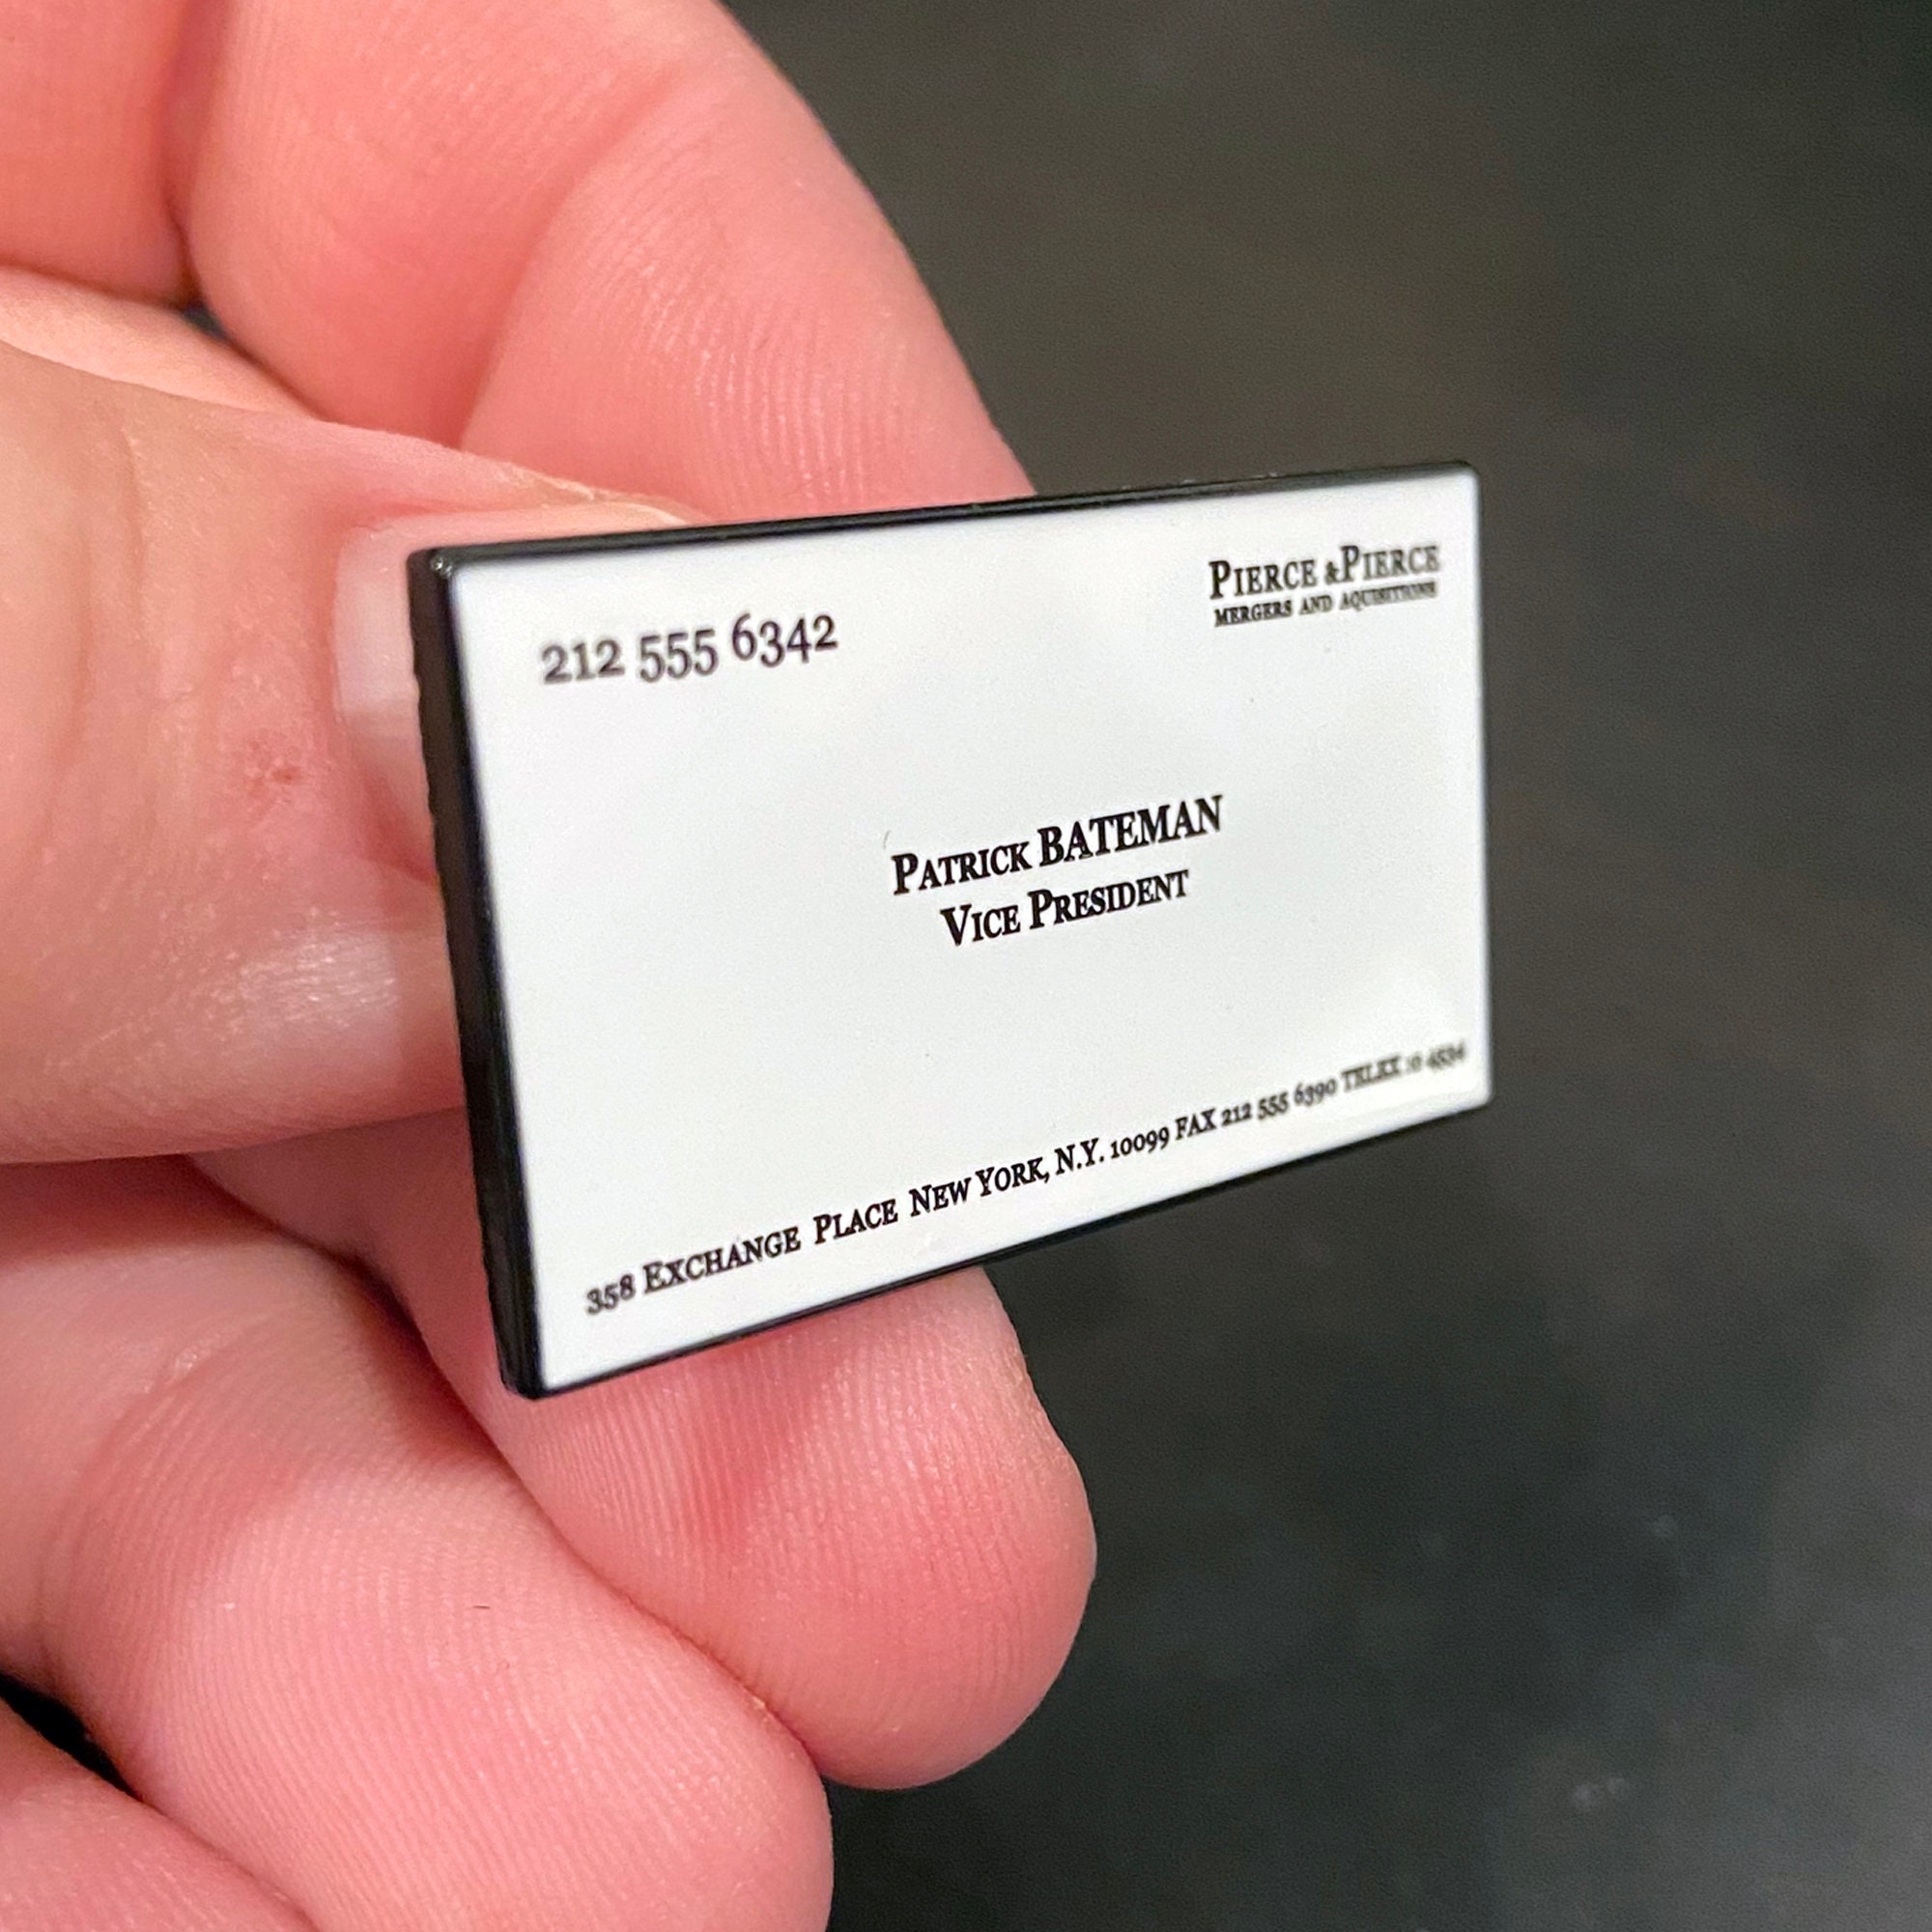 212 555 6342
PIERCE & PIERCE
MERGERS AND AQUISITIONS
PATRICK BATEMAN
VICE PRESIDENT
358 EXCHANGE PLACE NEW YORK, N.Y. 10099 FAX 212 555 6390 TELEX 10 4534